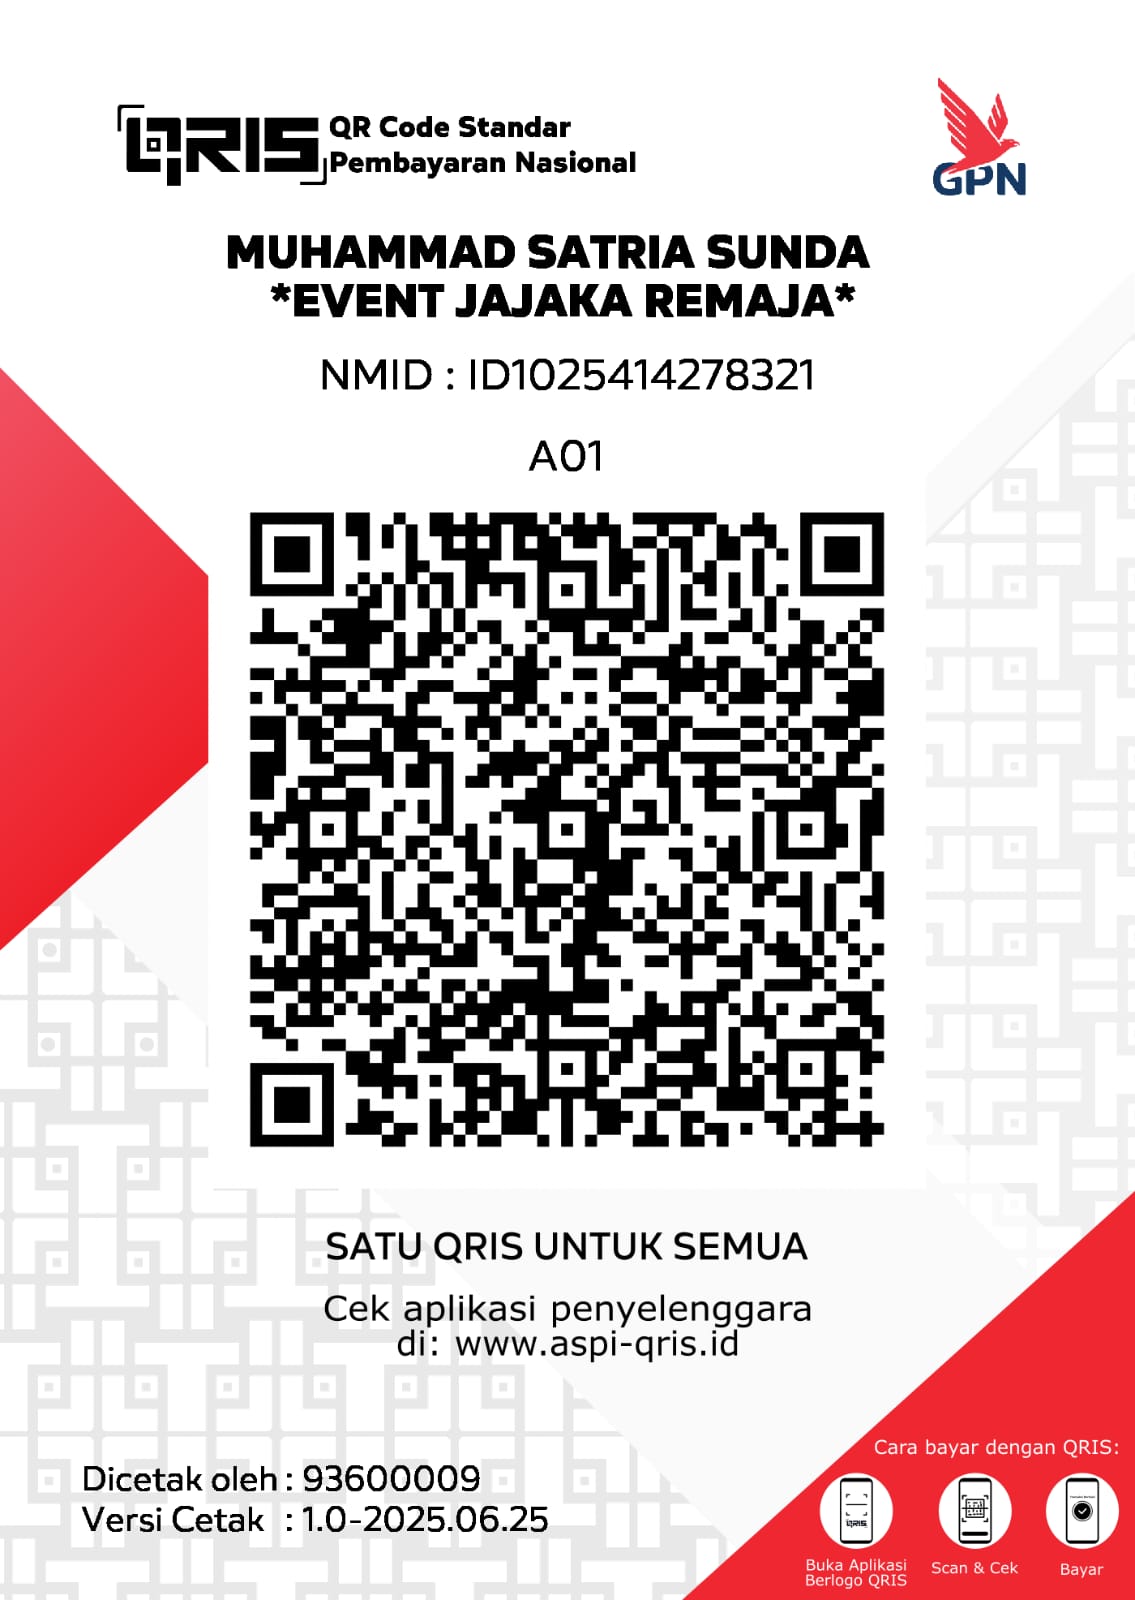 QRIS QR Code Standar
Pembayaran Nasional
GPN
MUHAMMAD SATRIA SUNDA
*EVENT JAJAKA REMAJA*
NMID : ID1025414278321
A01
SATU QRIS UNTUK SEMUA
Cek aplikasi penyelenggara
di: www.aspi-qris.id
Dicetak oleh : 93600009
Versi Cetak : 1.0-2025.06.25
Cara bayar dengan QRIS:
QRIS
Buka Aplikasi
Berlogo QRIS
Scan & Cek
Bayar